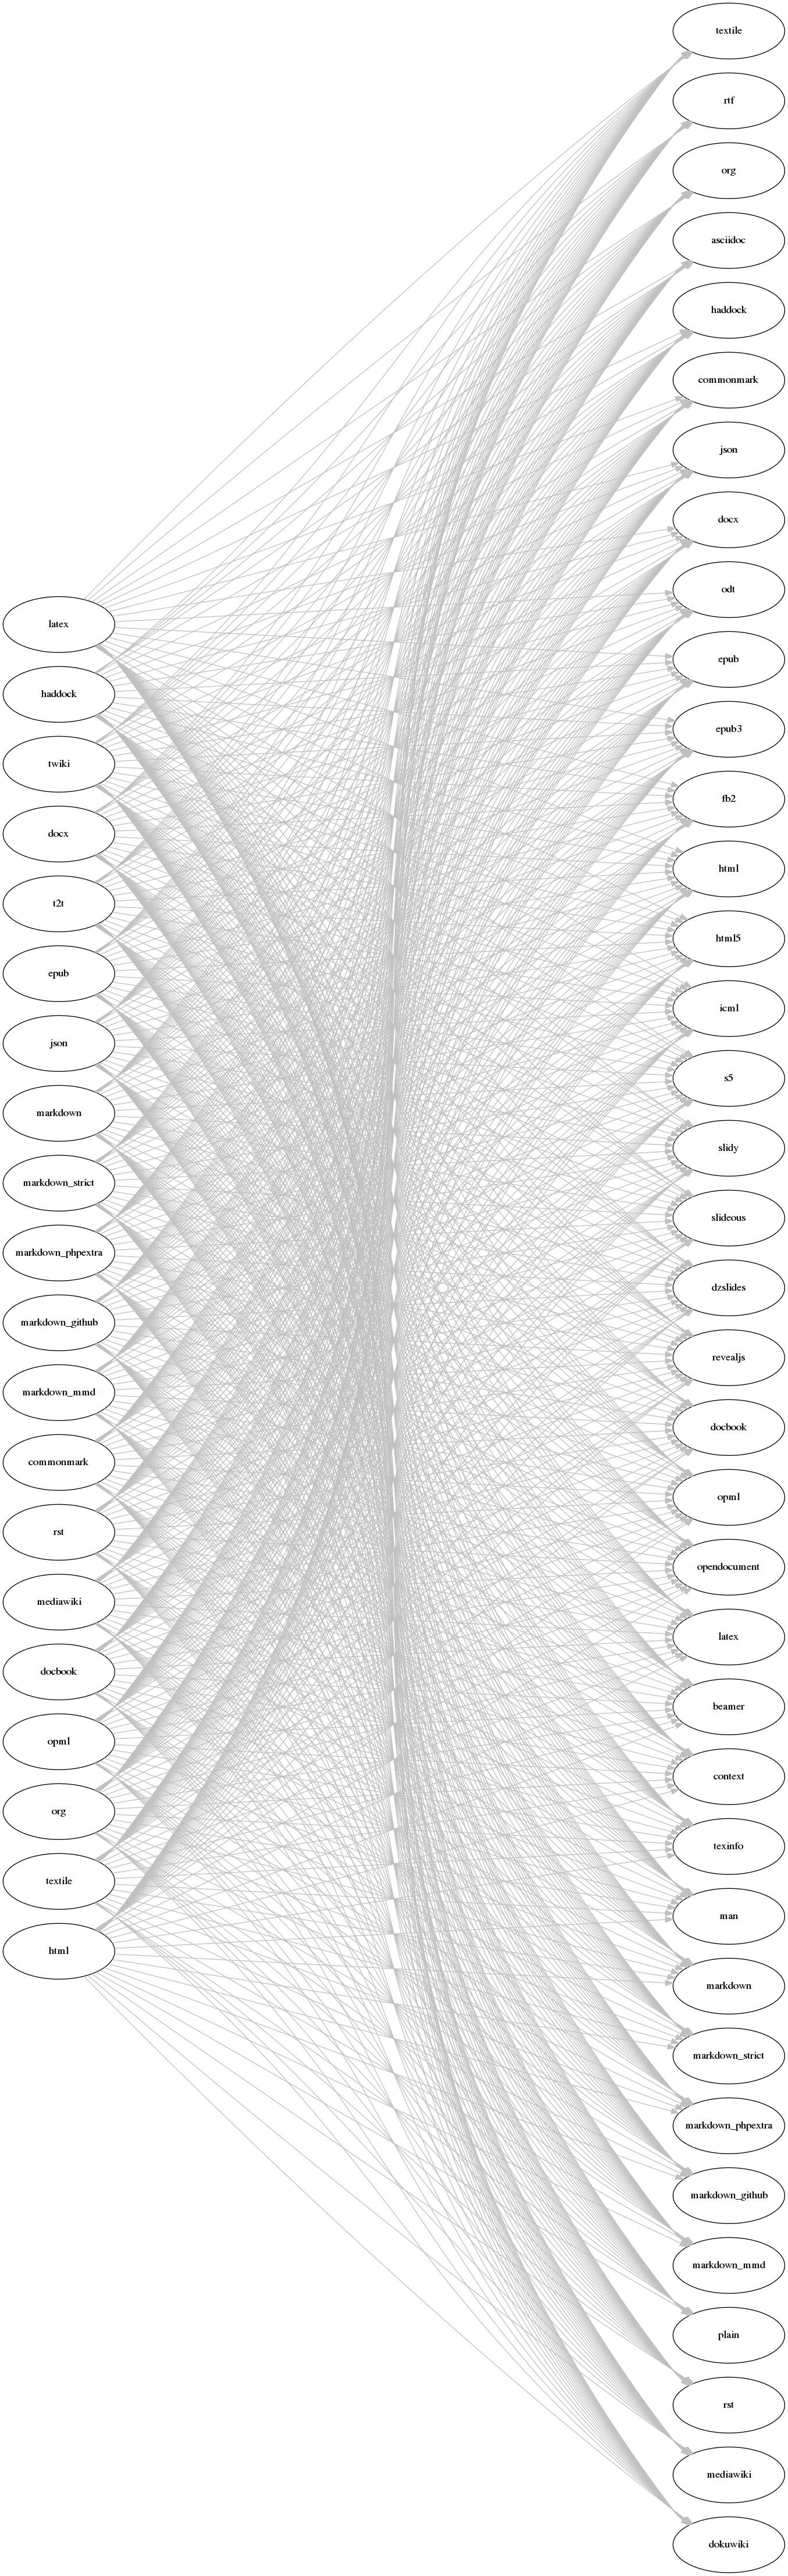 textile
rtf
org
asciidoc
haddock
commonmark
json
docx
odt
epub
epub3
fb2
html
html5
icml
s5
slidy
slideous
dzslides
revealjs
docbook
opml
opendocument
latex
beamer
context
texinfo
man
markdown
markdown_strict
markdown_phpextra
markdown_github
markdown_mmd
plain
rst
mediawiki
dokuwiki
latex
haddock
twiki
docx
t2t
epub
json
markdown
markdown_strict
markdown_phpextra
markdown_github
markdown_mmd
commonmark
rst
mediawiki
docbook
opml
org
textile
html